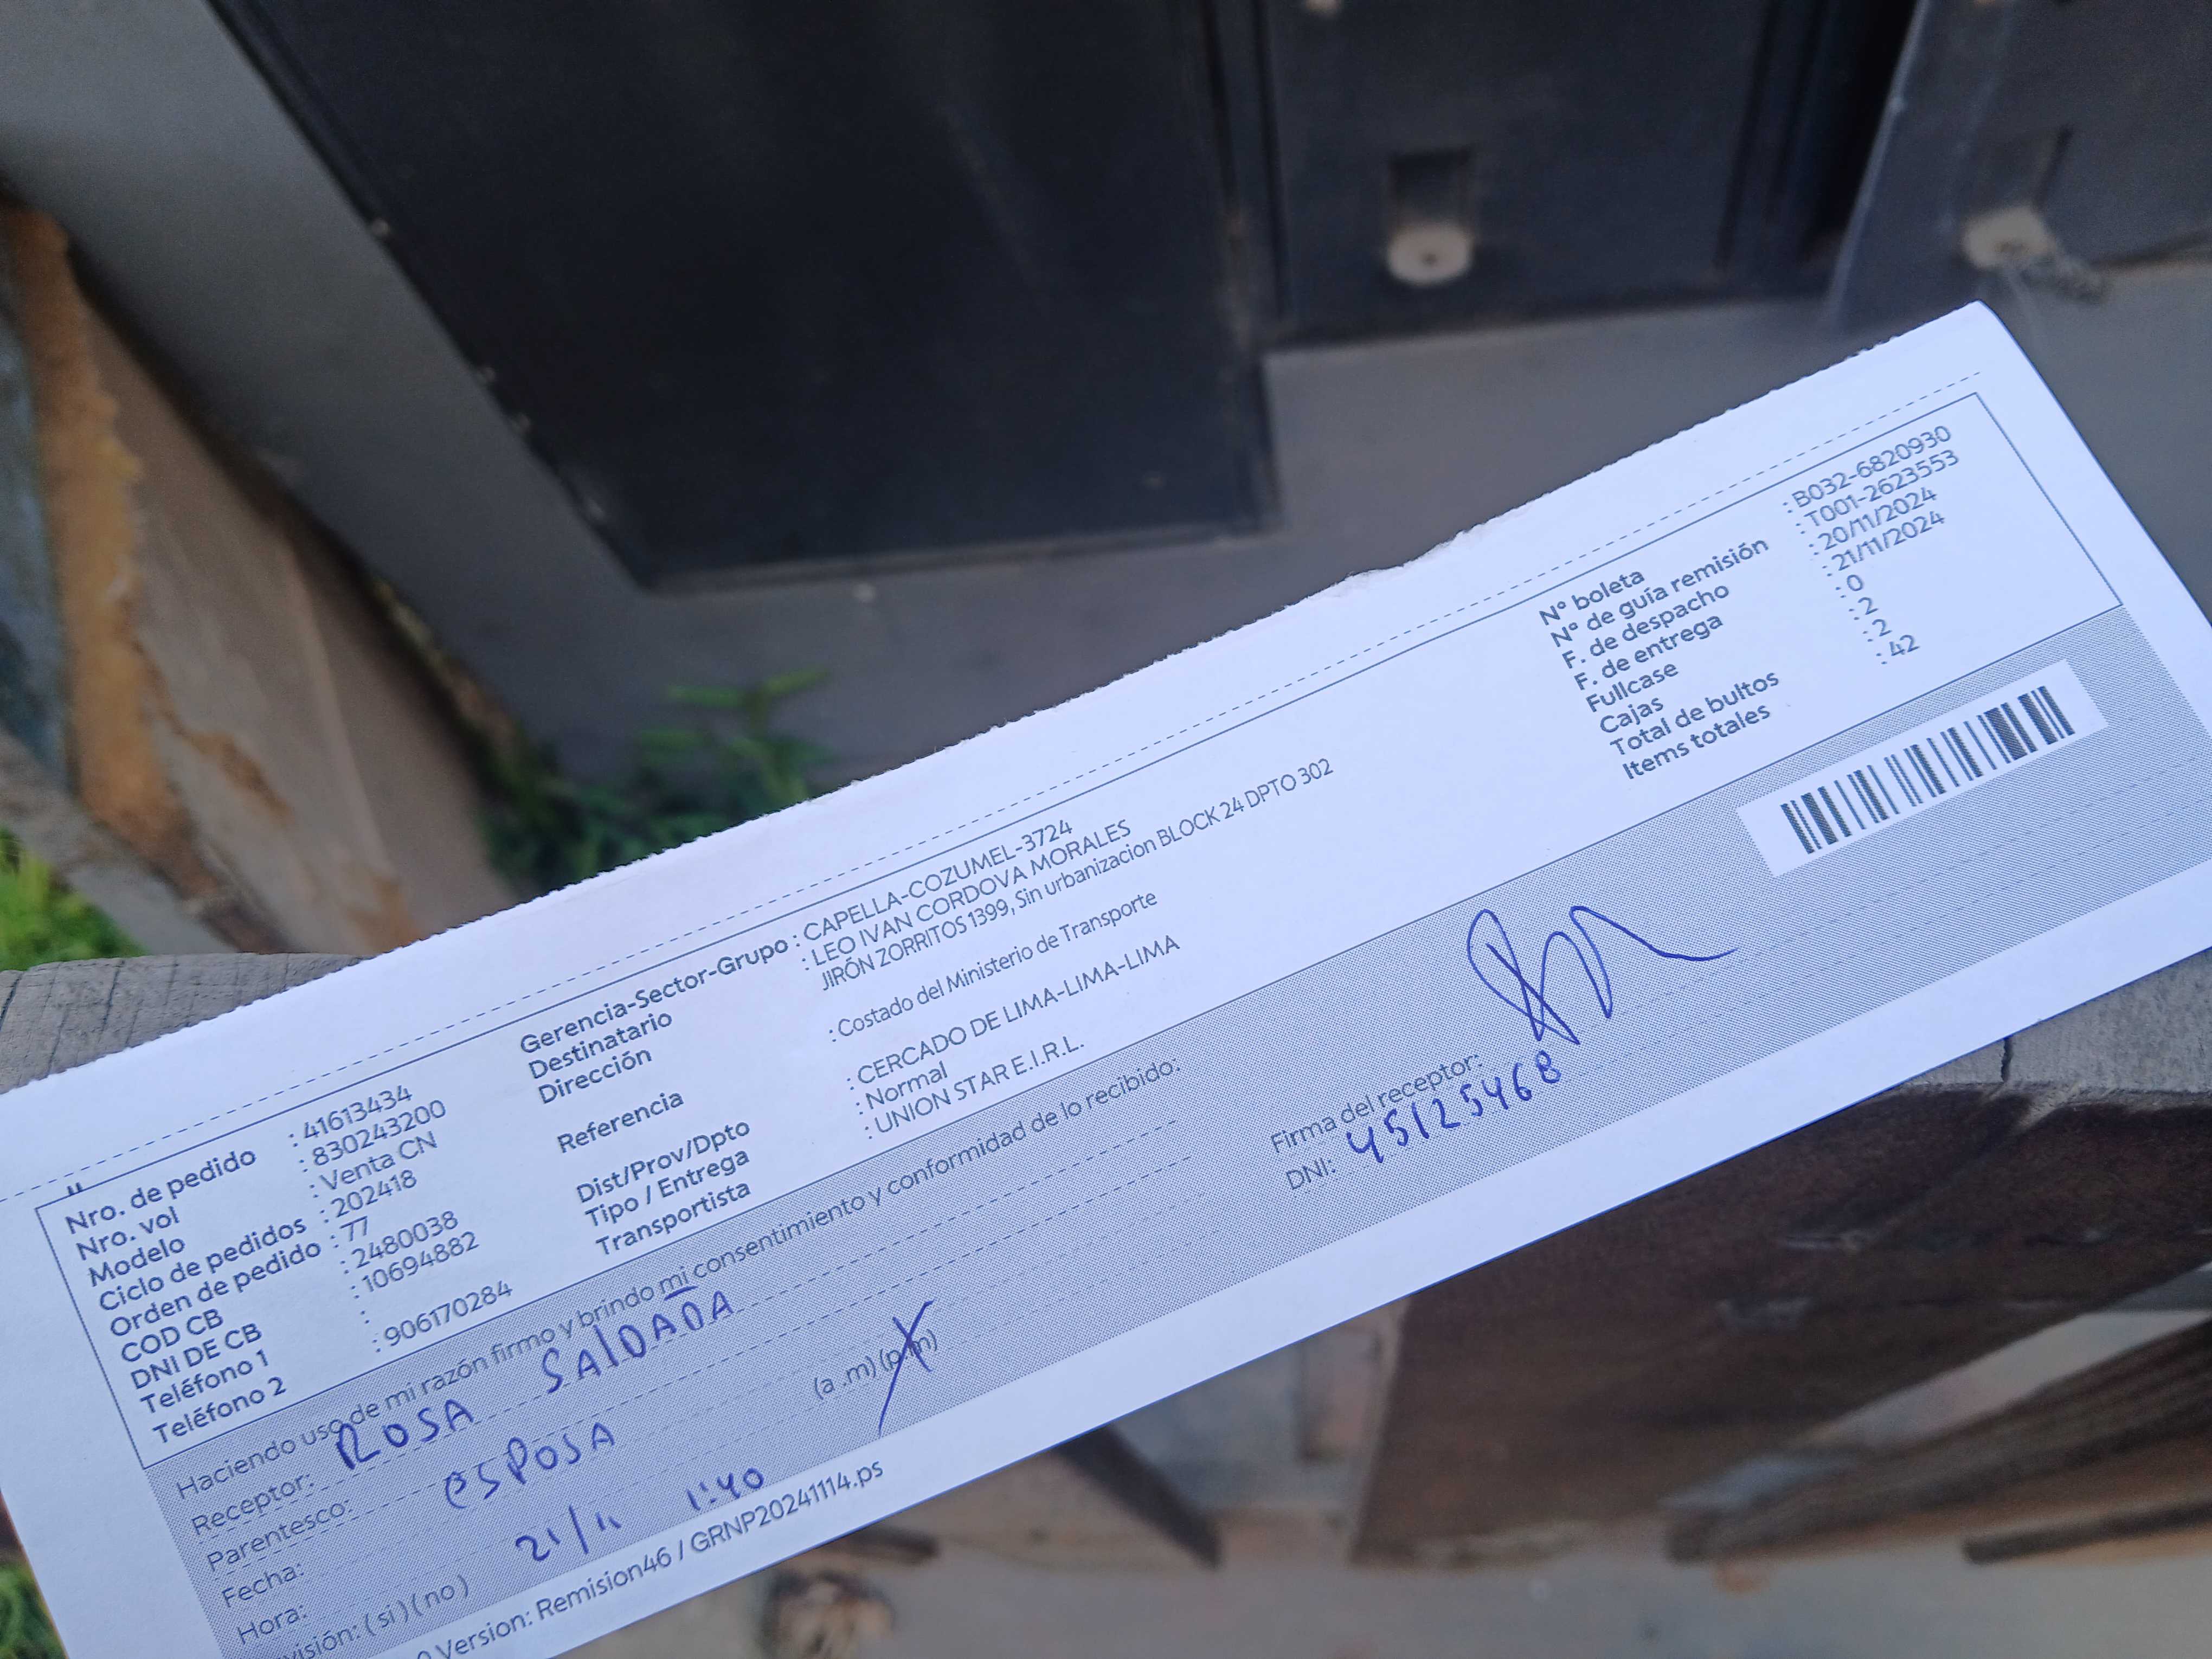 Nro. de pedido : 41613434
Nro. vol : 830243200
Modelo : Venta CN
Ciclo de pedidos : 202418
Orden de pedido : 77
COD CB : 2480038
DNI DE CB : 10694882
Teléfono 1 :
Teléfono 2 : 906170284
Gerencia-Sector-Grupo : CAPELLA-COZUMEL-3724
Destinatario : LEO IVAN CORDOVA MORALES
Dirección JIRÓN ZORRITOS 1399, Sin urbanizacion BLOCK 24 DPTO 302
Referencia : Costado del Ministerio de Transporte
Dist/Prov/Dpto : CERCADO DE LIMA-LIMA-LIMA
Tipo / Entrega : Normal
Transportista : UNION STAR E.I.R.L.
N° boleta : B032-6820930
N° de guía remisión : T001-2623553
F. de despacho : 20/11/2024
F. de entrega : 21/11/2024
Fullcase : 0
Cajas : 2
Total de bultos : 2
Items totales : 42
Haciendo uso de mi razón firmo y brindo mi consentimiento y conformidad de lo recibido:
Receptor: ROSA SAlDAÑA
Parentesco: esPOSA
Fecha: 21/11
Hora: 1:40 (a .m) (p.m)
visión: ( si ) ( no )
Firma del receptor:
DNI: 45125468
Version: Remision46 / GRNP20241114.ps